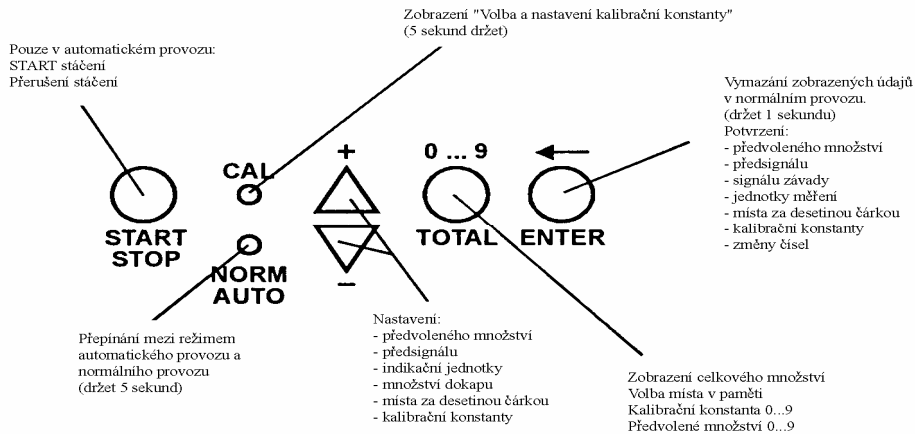 Zobrazení "Volba a nastavení kalibrační konstanty"
(5 sekund držet)
Pouze v automatickém provozu:
START stáčení
Přerušení stáčení
Vymazání zobrazených údajů
v normálním provozu.
(držet 1 sekundu)
Potvrzení:
- předvoleného množství
- předsignálu
- signálu závady
- jednotky měření
- místa za desetinou čárkou
- kalibrační konstanty
- změny čísel
CAL
+
0 ... 9
START
STOP
NORM
AUTO
–
TOTAL
ENTER
Přepínání mezi režimem
automatického provozu a
normálního provozu
(držet 5 sekund)
Nastavení:
- předvoleného množství
- předsignálu
- indikační jednotky
- množství dokapu
- místa za desetinou čárkou
- kalibrační konstanty
Zobrazení celkového množství
Volba místa v paměti
Kalibrační konstanta 0...9
Předvolené množství 0...9